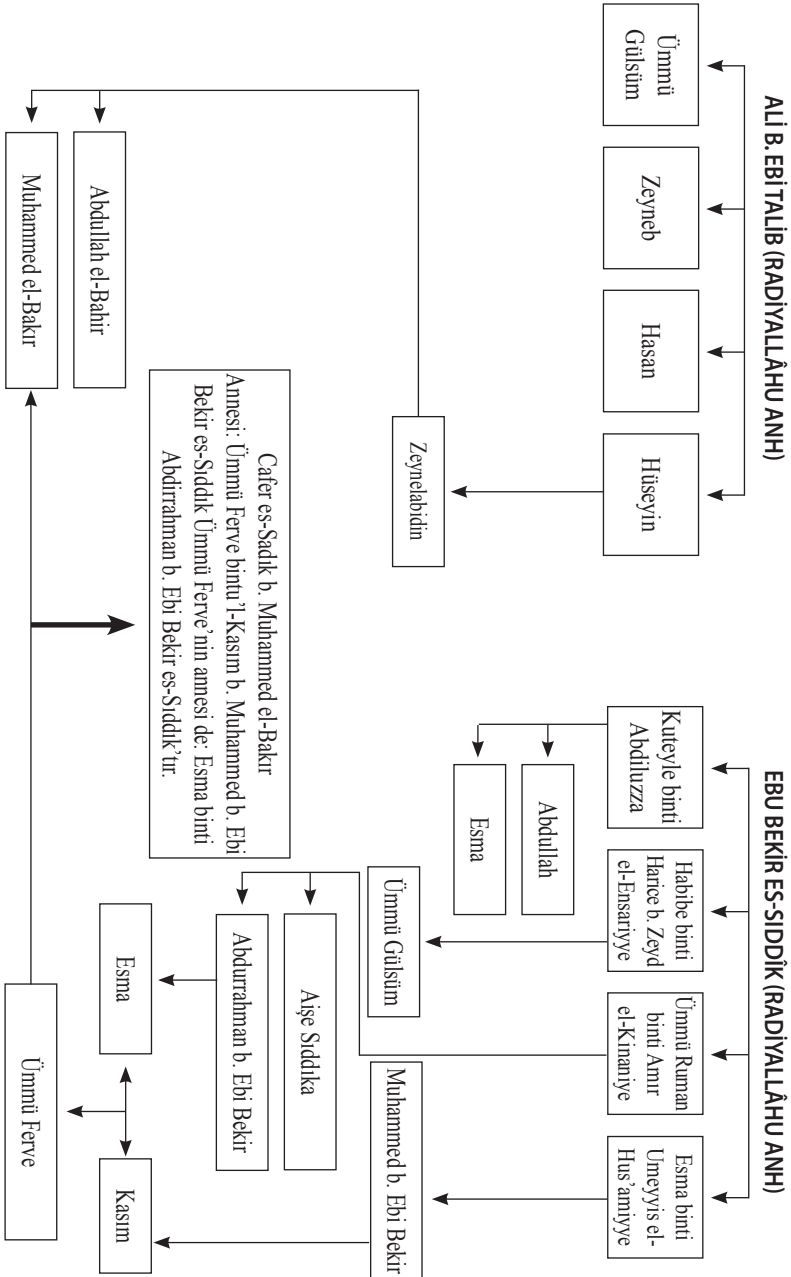 ALİ B. EBİ TALİB (RADİYALLÂHU ANH)
Ümmü
Gülsüm
Zeyneb
Hasan
Hüseyin
Zeynelabidin
Abdullah el-Bahir
Muhammed el-Bakır
Cafer es-Sadık b. Muhammed el-Bakır
Annesi: Ümmü Ferve bintu’l-Kasım b. Muhammed b. Ebi
Bekir es-Sıddık Ümmü Ferve’nin annesi de: Esma binti
Abdirrahman b. Ebi Bekir es-Sıddık’tır.
EBU BEKİR ES-SIDDÎK (RADİYALLÂHU ANH)
Kuteyle binti
Abdiluzza
Habibe binti
Harice b. Zeyd
el-Ensariyye
Ümmü Ruman
binti Amır
el-Kinaniye
Esma binti
Umeyyis el-
Hus’amiyye
Abdullah
Esma
Ümmü Gülsüm
Aişe Sıddıka
Abdurrahman b. Ebi Bekir
Muhammed b. Ebi Bekir
Esma
Kasım
Ümmü Ferve